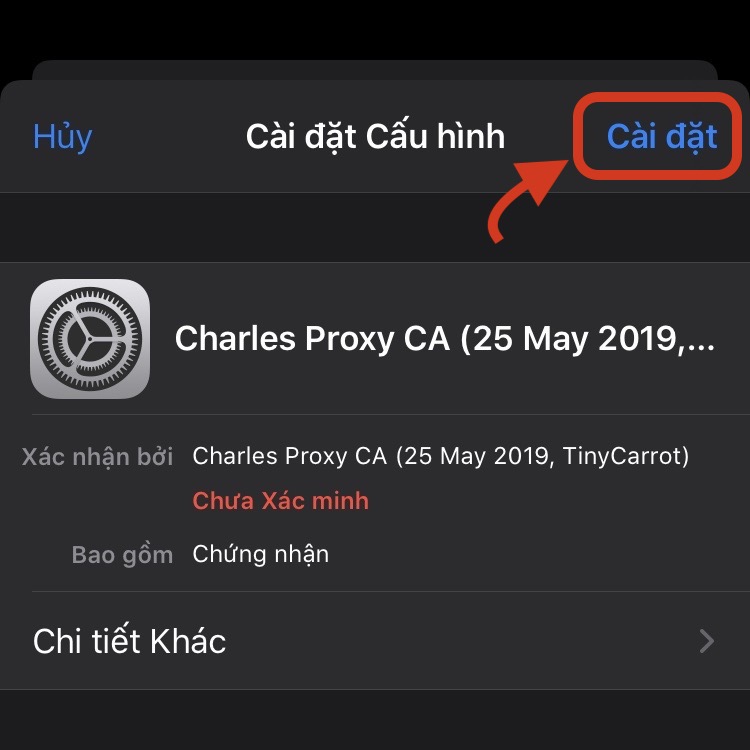 Hủy
Cài đặt Cấu hình
Cài đặt
Charles Proxy CA (25 May 2019,...
Xác nhận bởi Charles Proxy CA (25 May 2019, TinyCarrot)
Chưa Xác minh
Bao gồm Chứng nhận
Chi tiết Khác